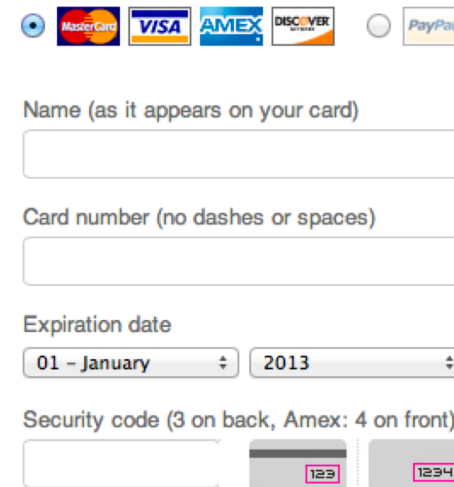 MasterCard VISA AMEX DISCOVER
Name (as it appears on your card)
Card number (no dashes or spaces)
Expiration date
01 – January 2013
Security code (3 on back, Amex: 4 on front)
123 1234